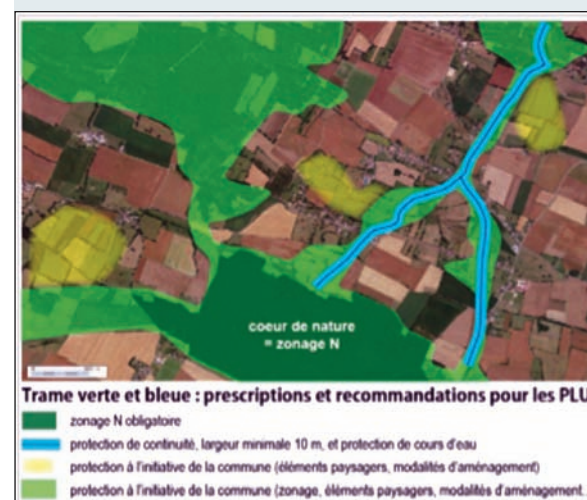 coeur de nature
= zonage N
Trame verte et bleue : prescriptions et recommandations pour les PLU
zonage N obligatoire
protection de continuité, largeur minimale 10 m, et protection de cours d'eau
protection à l'initiative de la commune (éléments paysagers, modalités d'aménagement)
protection à l'initiative de la commune (zonage, éléments paysagers, modalités d'aménagement